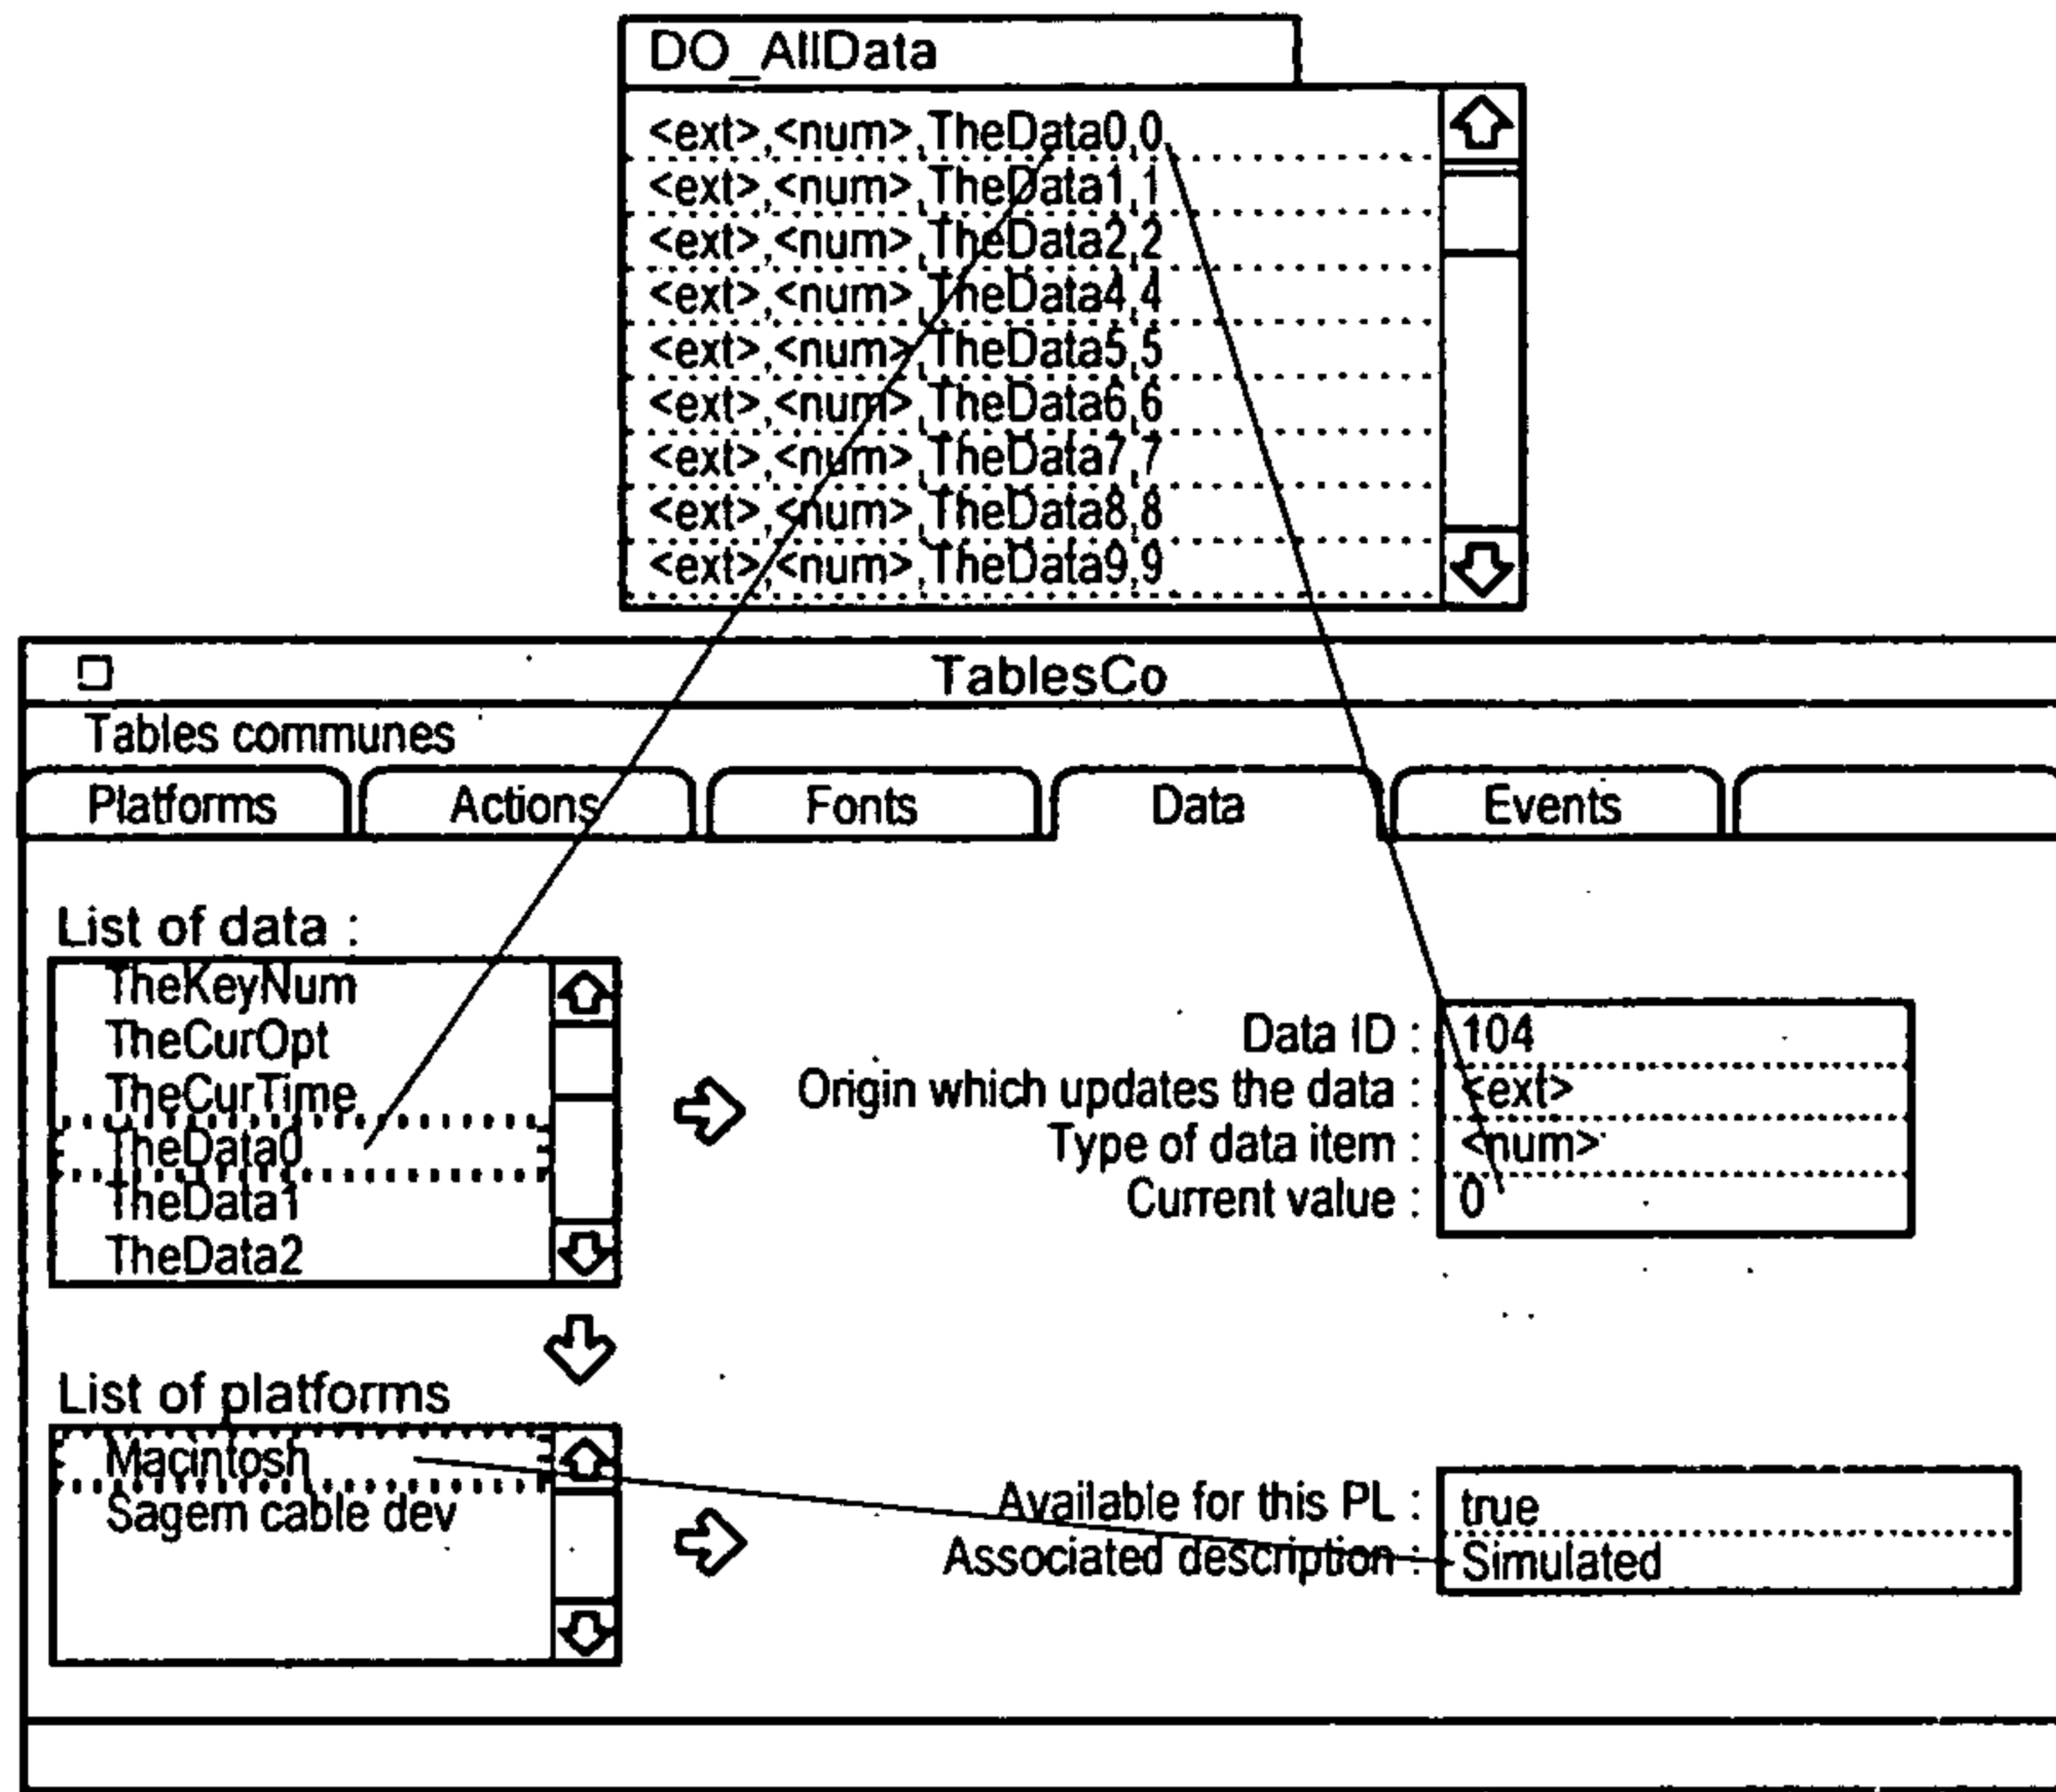 DO_AllData
<ext>,<num>,TheData0,0
<ext>,<num>,TheData1,1
<ext>,<num>,TheData2,2
<ext>,<num>,TheData4,4
<ext>,<num>,TheData5,5
<ext>,<num>,TheData6,6
<ext>,<num>,TheData7,7
<ext>,<num>,TheData8,8
<ext>,<num>,TheData9,9
TablesCo
Tables communes
Platforms Actions Fonts Data Events
List of data :
TheKeyNum
TheCurOpt
TheCurTime
TheData0
TheData1
TheData2
Data ID : 104
Origin which updates the data : <ext>
Type of data item : <num>
Current value : 0
List of platforms
Macintosh
Sagem cable dev
Available for this PL : true
Associated description : Simulated